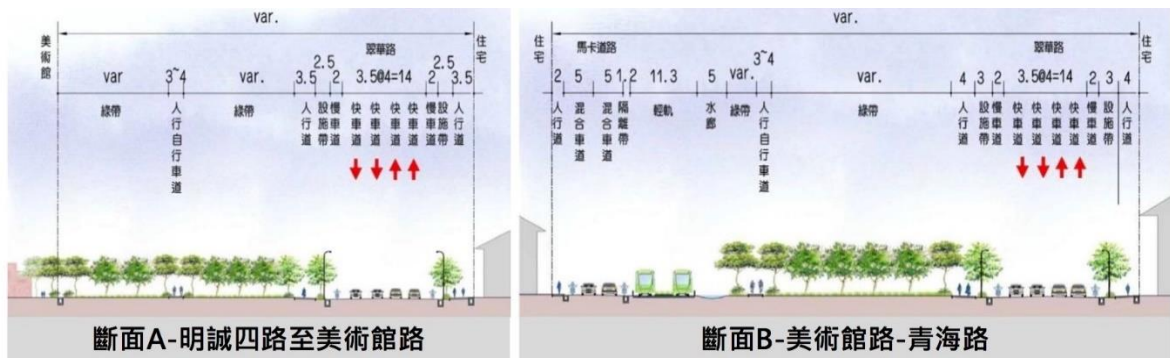 var.
美術館
翠華路
住宅
var
3~4
var.
3.5
2.5
2
3.5@4=14
2
2.5
3.5
綠帶
人行自行車道
綠帶
人行道
設施帶
慢車道
快車道
快車道
快車道
快車道
慢車道
設施帶
人行道
斷面A-明誠四路至美術館路
var.
住宅
馬卡道路
翠華路
住宅
2
5
5
1.2
11.3
5
var.
3~4
var.
4
3
2
3.5@4=14
2
3
4
人行道
混合車道
混合車道
隔離帶
輕軌
水廊
綠帶
人行自行車道
綠帶
人行道
設施帶
慢車道
快車道
快車道
快車道
快車道
慢車道
設施帶
人行道
斷面B-美術館路-青海路